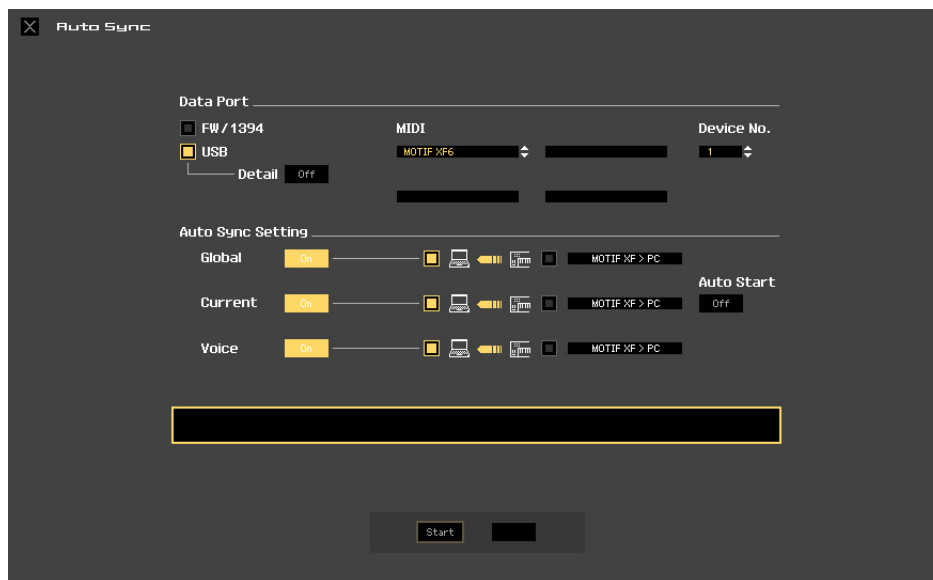 Auto Sync
Data Port
FW/1394
MIDI
Device No.
USB
MOTIF XF6
1
Detail
Off
Auto Sync Setting
Global
On
MOTIF XF > PC
Auto Start
Current
On
MOTIF XF > PC
Off
Voice
On
MOTIF XF > PC
Start